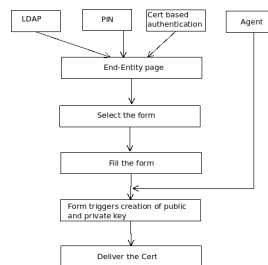 LDAP
PIN
Cert based
authentication
Agent
End-Entity page
Select the form
Fill the form
Form triggers creation of public
and private key
Deliver the Cert